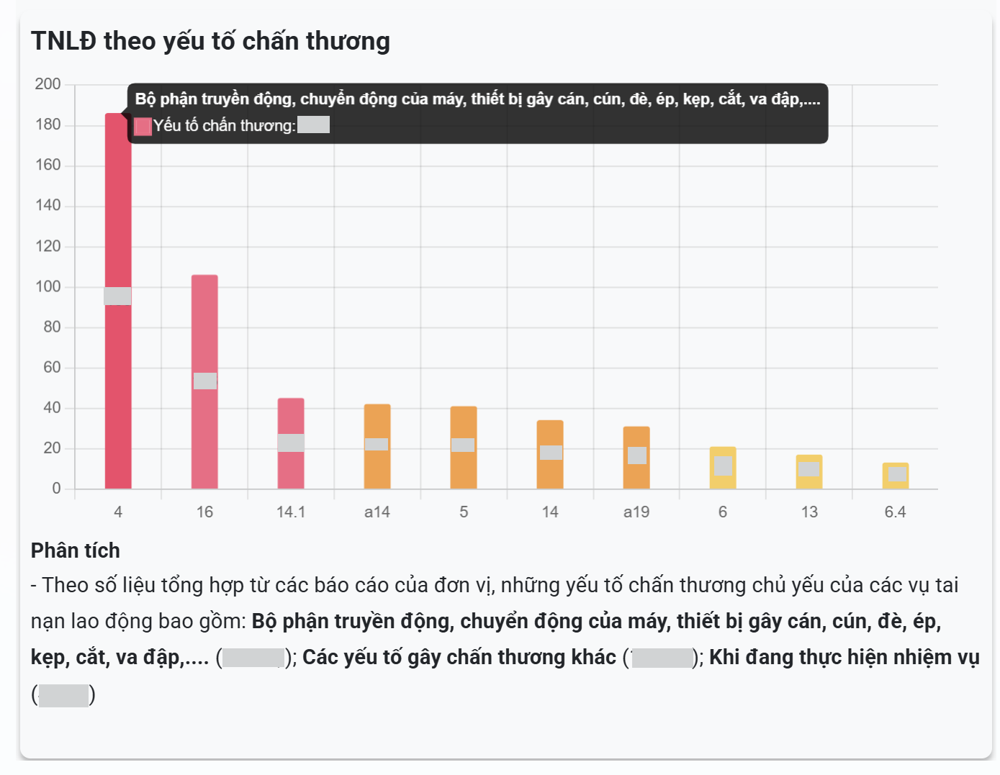 TNLĐ theo yếu tố chấn thương
200
Bộ phận truyền động, chuyển động của máy, thiết bị gây cán, cún, đè, ép, kẹp, cắt, va đập,....
Yếu tố chấn thương:
180
160
140
120
100
80
60
40
20
0
4 16 14.1 a14 5 14 a19 6 13 6.4
Phân tích
- Theo số liệu tổng hợp từ các báo cáo của đơn vị, những yếu tố chấn thương chủ yếu của các vụ tai
nạn lao động bao gồm: Bộ phận truyền động, chuyển động của máy, thiết bị gây cán, cún, đè, ép,
kẹp, cắt, va đập,.... ( ); Các yếu tố gây chấn thương khác ( ); Khi đang thực hiện nhiệm vụ
( )